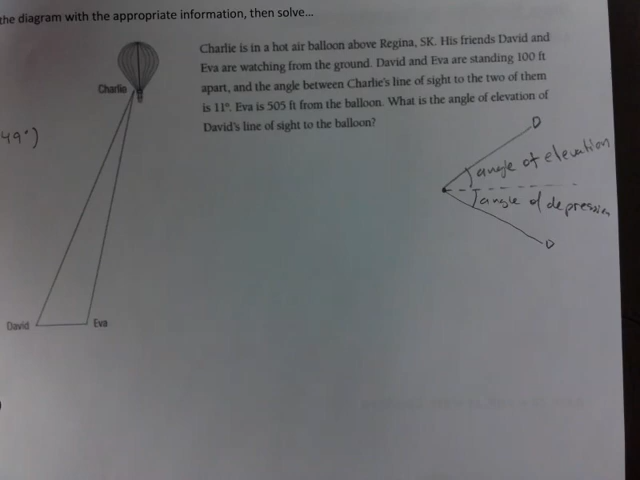 the diagram with the appropriate information, then solve...
Charlie is in a hot air balloon above Regina, SK. His friends David and
Eva are watching from the ground. David and Eva are standing 100 ft
apart, and the angle between Charlie's line of sight to the two of them
is 11°. Eva is 505 ft from the balloon. What is the angle of elevation of
David's line of sight to the balloon?
Charlie
49°)
angle of elevation
angle of depression
David
Eva